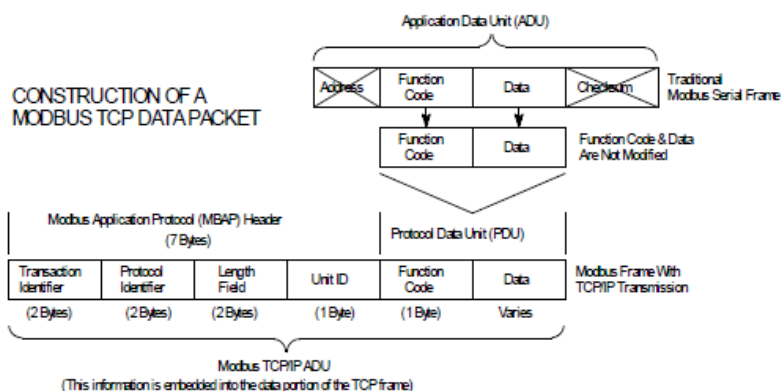 Application Data Unit (ADU)
CONSTRUCTION OF A
MODBUS TCP DATA PACKET
Address
Function
Code
Data
Checksum
Traditional
Modbus Serial Frame
Function
Code
Data
Function Code & Data
Are Not Modified
Modbus Application Protocol (MBAP) Header
(7 Bytes)
Protocol Data Unit (PDU)
Transaction
Identifier
Protocol
Identifier
Length
Field
Unit ID
Function
Code
Data
Modbus Frame With
TCP/IP Transmission
(2 Bytes)
(2 Bytes)
(2 Bytes)
(1 Byte)
(1 Byte)
Varies
Modbus TCP/IP ADU
(This information is embedded into the data portion of the TCP frame)